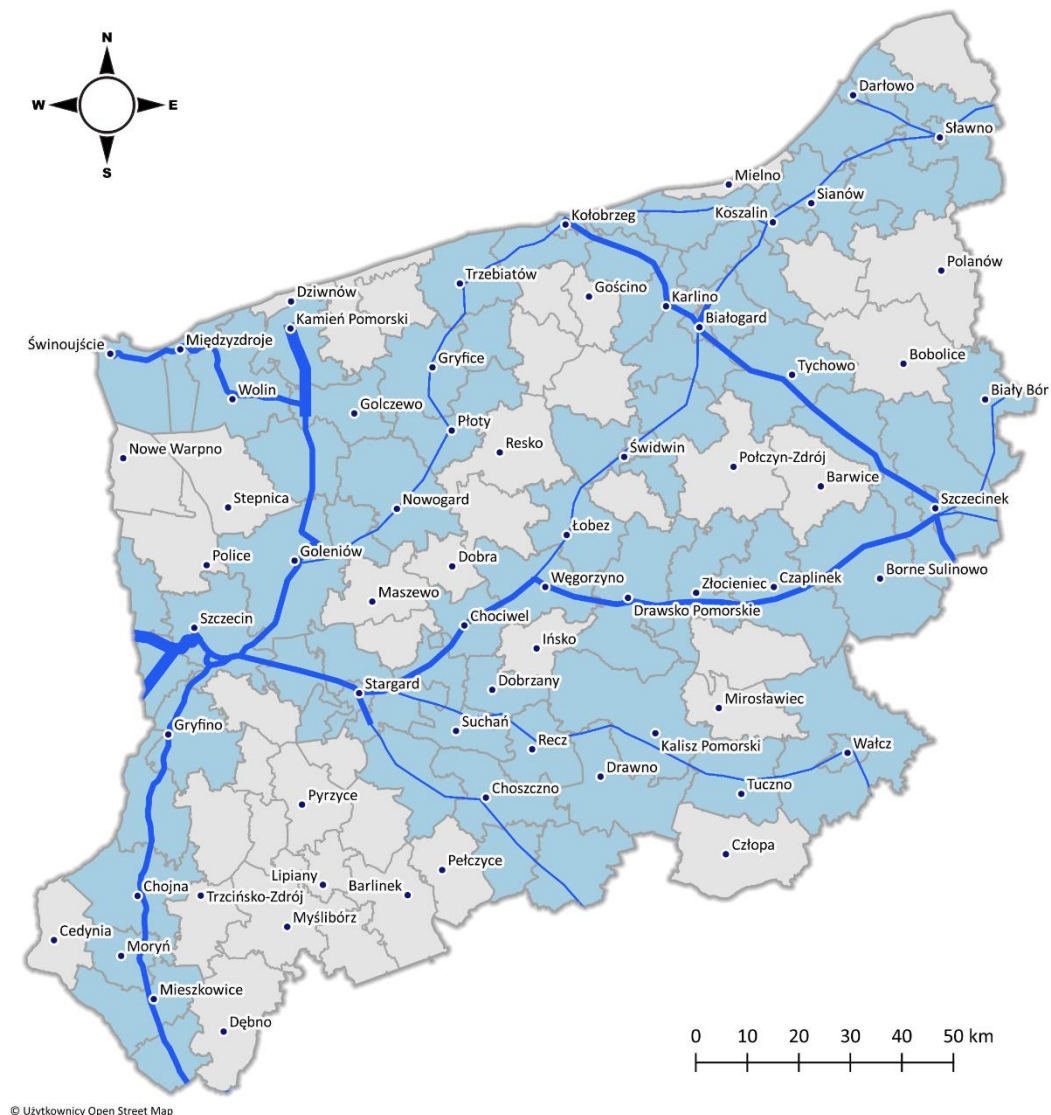 N
W
E
S
Darłowo
Sławno
Mielno
Sianów
Kołobrzeg
Koszalin
Polanów
Trzebiatów
Dziwnów
Gościno
Karlino
Kamień Pomorski
Białogard
Świnoujście
Międzyzdroje
Bobolice
Gryfice
Tychowo
Wolin
Golczewo
Biały Bór
Płoty
Resko
Nowe Warpno
Świdwin
Połczyn-Zdrój
Barwice
Stepnica
Nowogard
Szczecinek
Łobez
Goleniów
Dobra
Police
Węgorzyno
Złocieniec
Czaplinek
Borne Sulinowo
Maszewo
Drawsko Pomorskie
Szczecin
Chociwel
Ińsko
Stargard
Dobrzany
Mirosławiec
Gryfino
Suchań
Recz
Kalisz Pomorski
Wałcz
Drawno
Tuczno
Choszczno
Pyrzyce
Człopa
Pełczyce
Lipiany
Barlinek
Chojna
Trzcińsko-Zdrój
Myślibórz
Cedynia
Moryń
Mieszkowice
Dębno
0 10 20 30 40 50 km
© Użytkownicy Open Street Map